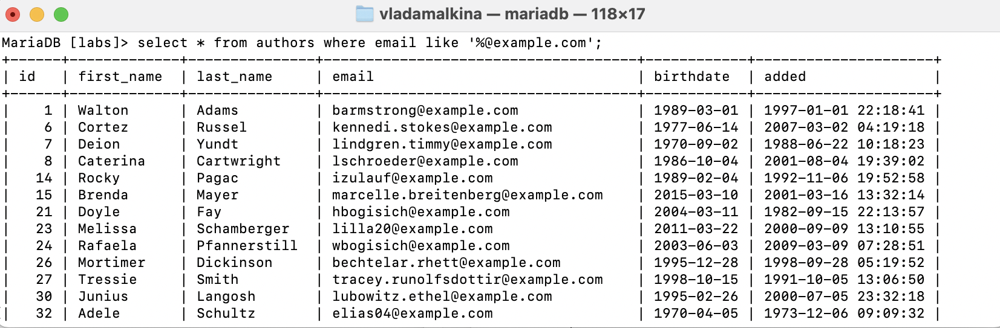 vladamalkina — mariadb — 118×17
MariaDB [labs]> select * from authors where email like '%@example.com';
+------+-------------+---------------+-------------------------------------+------------+---------------------+
| id   | first_name  | last_name     | email                               | birthdate  | added               |
+------+-------------+---------------+-------------------------------------+------------+---------------------+
|    1 | Walton      | Adams         | barmstrong@example.com              | 1989-03-01 | 1997-01-01 22:18:41 |
|    6 | Cortez      | Russel        | kennedi.stokes@example.com          | 1977-06-14 | 2007-03-02 04:19:18 |
|    7 | Deion       | Yundt         | lindgren.timmy@example.com          | 1970-09-02 | 1988-06-22 10:18:23 |
|    8 | Caterina    | Cartwright    | lschroeder@example.com              | 1986-10-04 | 2001-08-04 19:39:02 |
|   14 | Rocky       | Pagac         | izulauf@example.com                 | 1989-02-04 | 1992-11-06 19:52:58 |
|   15 | Brenda      | Mayer         | marcelle.breitenberg@example.com    | 2015-03-10 | 2001-03-16 13:32:14 |
|   21 | Doyle       | Fay           | hbogisich@example.com               | 2004-03-11 | 1982-09-15 22:13:57 |
|   23 | Melissa     | Schamberger   | lilla20@example.com                 | 2011-03-22 | 2000-09-09 13:10:55 |
|   24 | Rafaela     | Pfannerstill  | wbogisich@example.com               | 2003-06-03 | 2009-03-09 07:28:51 |
|   26 | Mortimer    | Dickinson     | bechtelar.rhett@example.com         | 1995-12-28 | 1998-09-28 05:19:52 |
|   27 | Tressie     | Smith         | tracey.runolfsdottir@example.com    | 1998-10-15 | 1991-10-05 13:06:50 |
|   30 | Junius      | Langosh       | lubowitz.ethel@example.com          | 1995-02-26 | 2000-07-05 23:32:18 |
|   32 | Adele       | Schultz       | elias04@example.com                 | 1970-04-05 | 1973-12-06 09:09:32 |